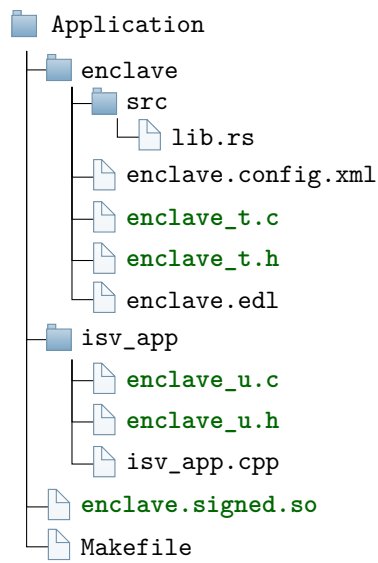 Application
enclave
src
lib.rs
enclave.config.xml
enclave_t.c
enclave_t.h
enclave.edl
isv_app
enclave_u.c
enclave_u.h
isv_app.cpp
enclave.signed.so
Makefile